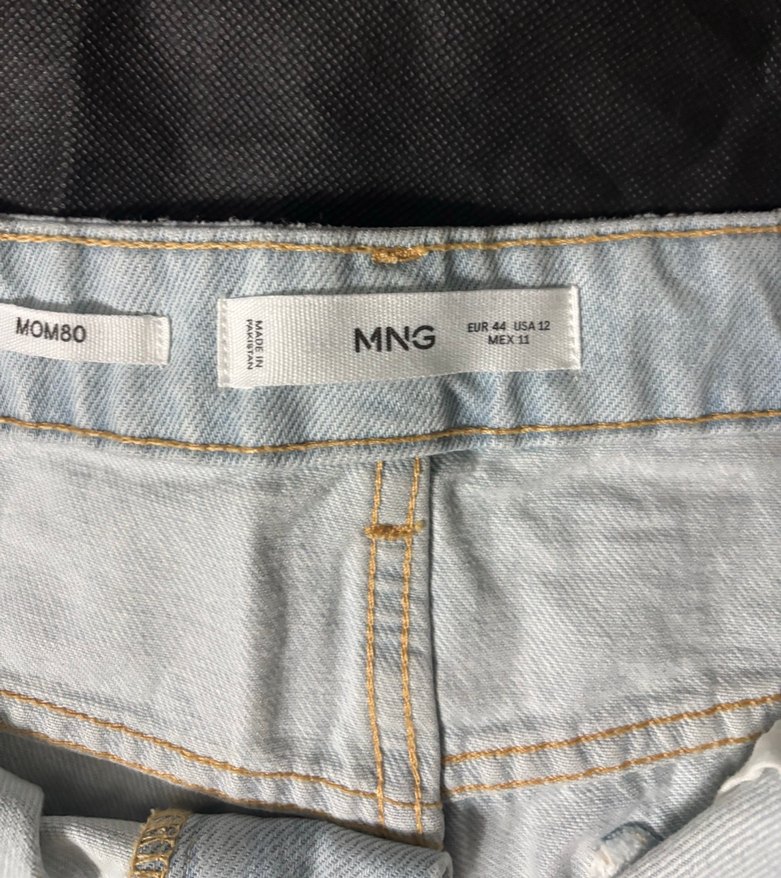 MOM80
MADE IN
PAKISTAN
MNG
EUR 44 USA 12
MEX 11